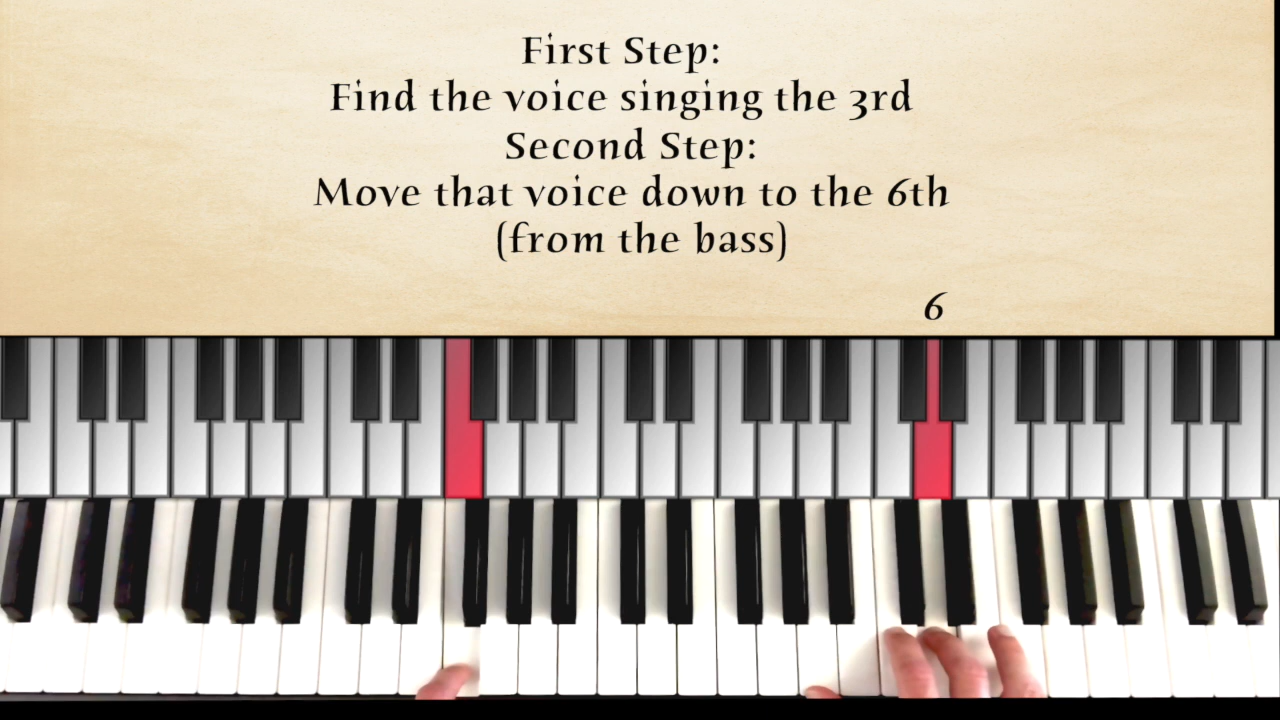 First Step:
Find the voice singing the 3rd
Second Step:
Move that voice down to the 6th
(from the bass)
6